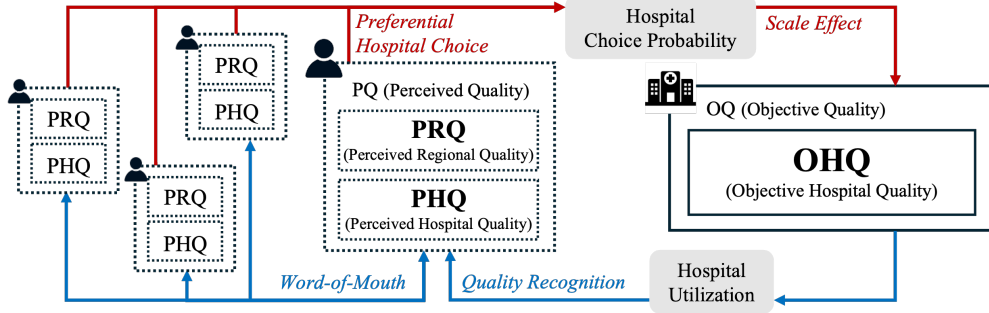 Preferential
Hospital Choice
Hospital
Choice Probability
Scale Effect
PRQ
PHQ
PRQ
PHQ
PRQ
PHQ
PQ (Perceived Quality)
PRQ
(Perceived Regional Quality)
PHQ
(Perceived Hospital Quality)
OQ (Objective Quality)
OHQ
(Objective Hospital Quality)
Word-of-Mouth
Quality Recognition
Hospital
Utilization